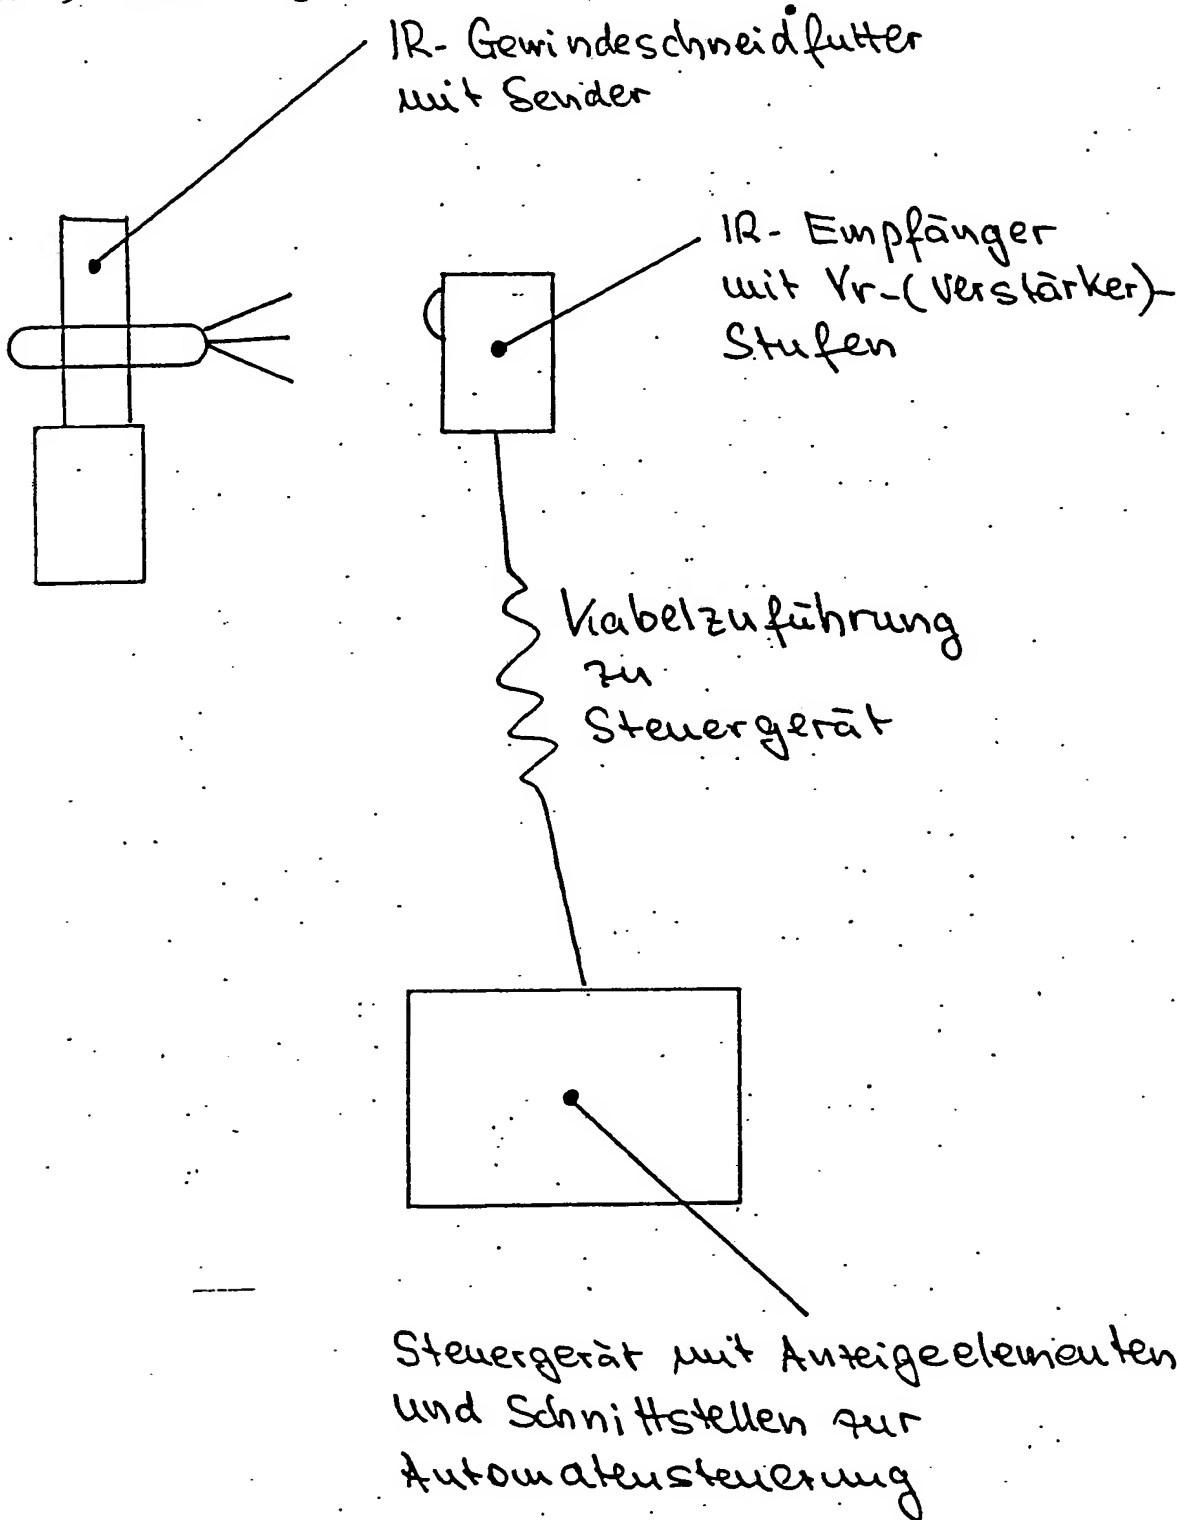 IR-Gewindeschneidfutter
mit Sender
IR-Empfänger
mit Vr-(Verstärker)-
Stufen
Kabelzuführung
zu
Steuergerät
Steuergerät mit Anzeigeelementen
und Schnittstellen zur
Automatensteuerung